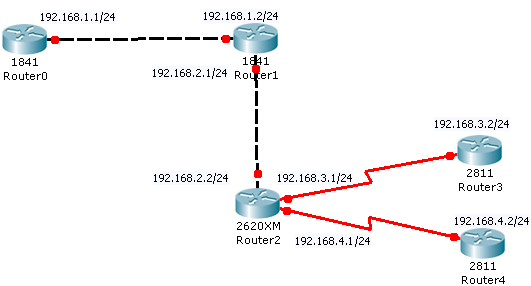 192.168.1.1/24
192.168.1.2/24
1841
Router0
1841
Router1
192.168.2.1/24
192.168.3.2/24
2811
Router3
192.168.2.2/24
192.168.3.1/24
2620XM
Router2
192.168.4.1/24
192.168.4.2/24
2811
Router4